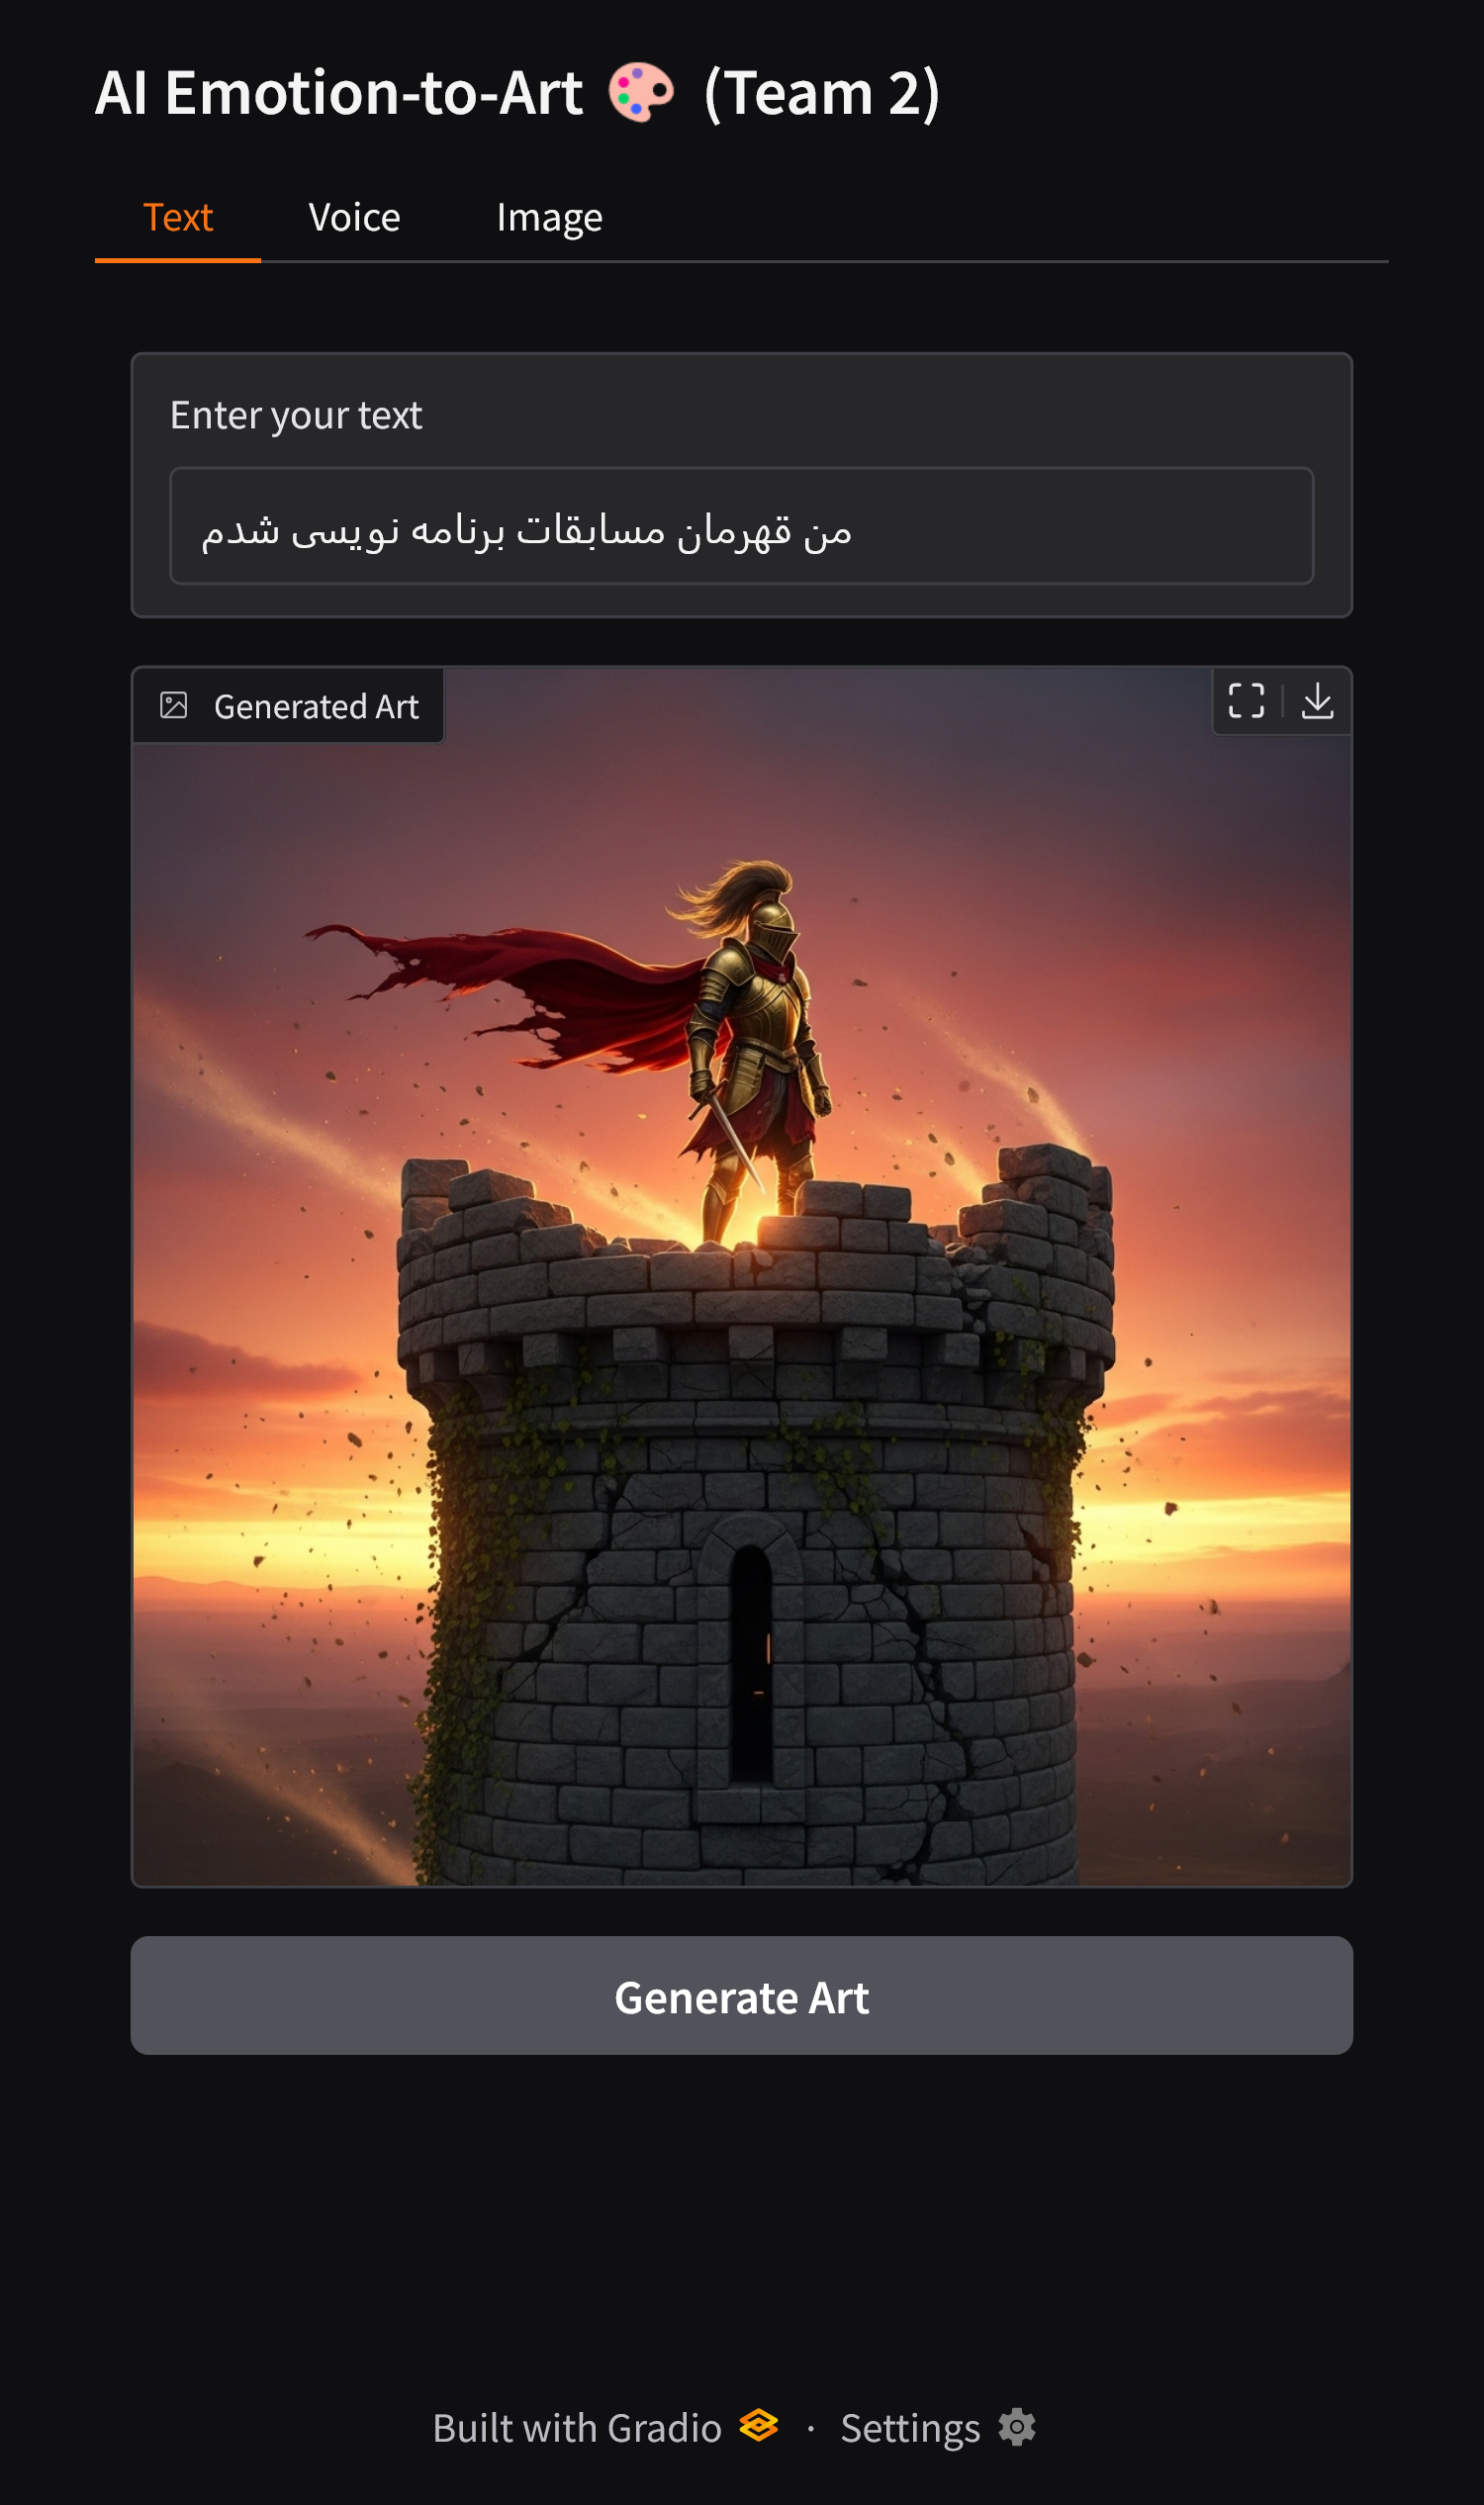 AI Emotion-to-Art 🎨 (Team 2)
Text Voice Image
Enter your text
من قهرمان مسابقات برنامه نویسی شدم
Generated Art
Generate Art
Built with Gradio · Settings